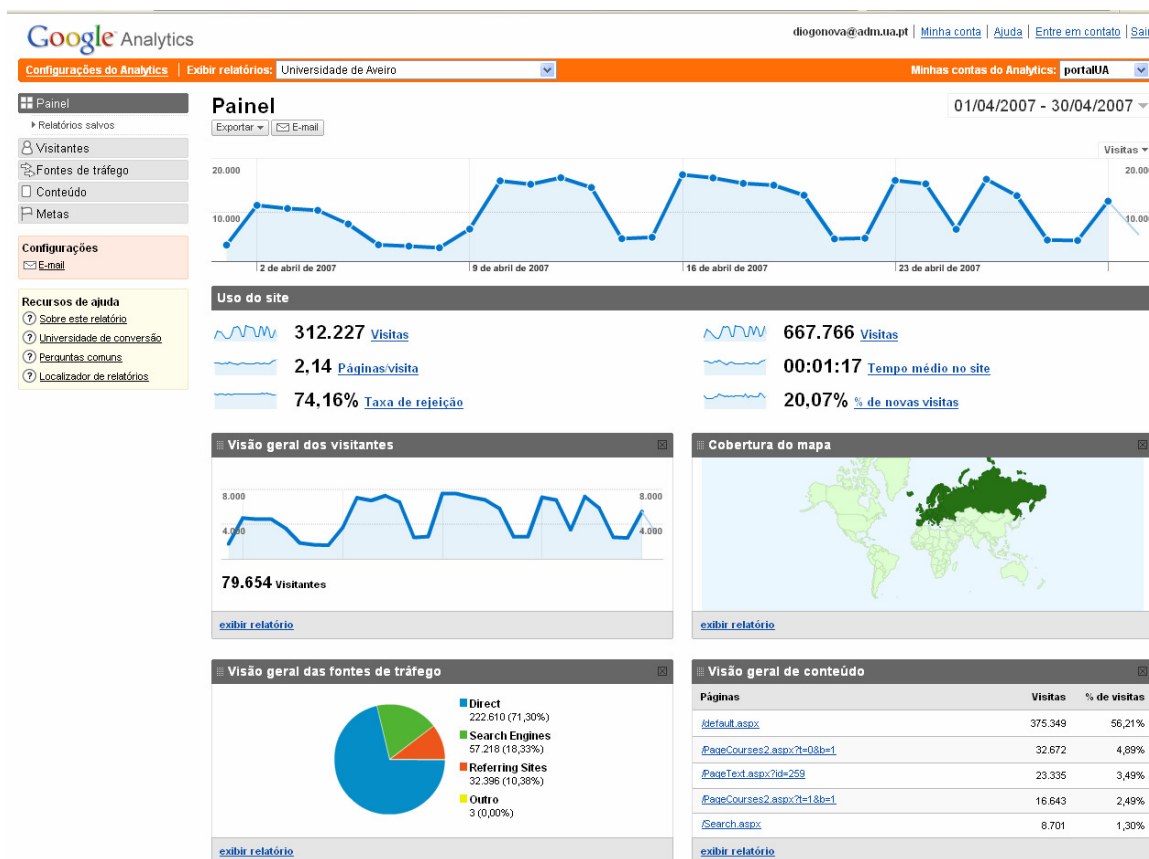 Google Analytics
diogonova@adm.ua.pt | Minha conta | Ajuda | Entre em contato | Sair
Configurações do Analytics | Exibir relatórios: Universidade de Aveiro
Minhas contas do Analytics: portalUA
Painel
Relatórios salvos
Visitantes
Fontes de tráfego
Conteúdo
Metas
Configurações
E-mail
Recursos de ajuda
Sobre este relatório
Universidade de conversão
Perguntas comuns
Localizador de relatórios
Painel
01/04/2007 - 30/04/2007
Exportar E-mail
Visitas
20.000 20.00
10.000 10.00
2 de abril de 2007 9 de abril de 2007 16 de abril de 2007 23 de abril de 2007
Uso do site
312.227 Visitas
667.766 Visitas
2,14 Páginas/visita
00:01:17 Tempo médio no site
74,16% Taxa de rejeição
20,07% % de novas visitas
Visão geral dos visitantes
8.000 8.000
4.000 4.000
79.654 Visitantes
exibir relatório
Cobertura do mapa
exibir relatório
Visão geral das fontes de tráfego
Direct
222.610 (71,30%)
Search Engines
57.218 (18,33%)
Referring Sites
32.396 (10,38%)
Outro
3 (0,00%)
exibir relatório
Visão geral de conteúdo
Páginas Visitas % de visitas
/default.aspx 375.349 56,21%
/PageCourses2.aspx?t=0&b=1 32.672 4,89%
/PageText.aspx?id=259 23.335 3,49%
/PageCourses2.aspx?t=1&b=1 16.643 2,49%
/Search.aspx 8.701 1,30%
exibir relatório